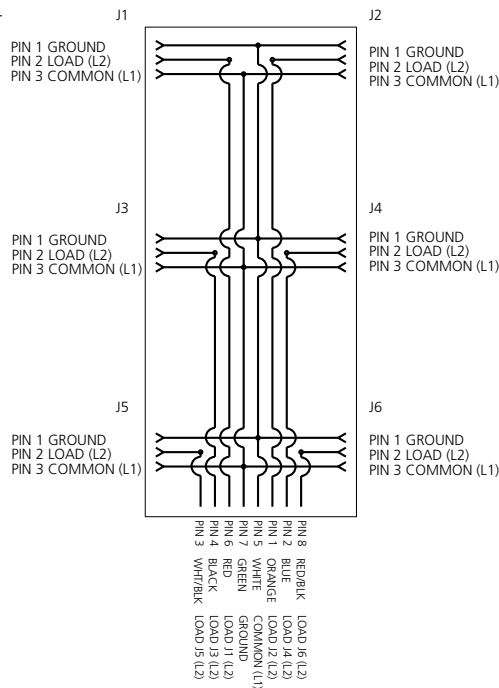 J1
J2
PIN 1 GROUND
PIN 2 LOAD (L2)
PIN 3 COMMON (L1)
PIN 1 GROUND
PIN 2 LOAD (L2)
PIN 3 COMMON (L1)
J3
J4
PIN 1 GROUND
PIN 2 LOAD (L2)
PIN 3 COMMON (L1)
PIN 1 GROUND
PIN 2 LOAD (L2)
PIN 3 COMMON (L1)
J5
J6
PIN 1 GROUND
PIN 2 LOAD (L2)
PIN 3 COMMON (L1)
PIN 1 GROUND
PIN 2 LOAD (L2)
PIN 3 COMMON (L1)
PIN 3 WHT/BLK LOAD J5 (L2)
PIN 4 BLACK LOAD J3 (L2)
PIN 6 RED LOAD J1 (L2)
PIN 7 GREEN GROUND
PIN 5 WHITE COMMON (L1)
PIN 1 ORANGE LOAD J2 (L2)
PIN 2 BLUE LOAD J4 (L2)
PIN 8 RED/BLK LOAD J6 (L2)